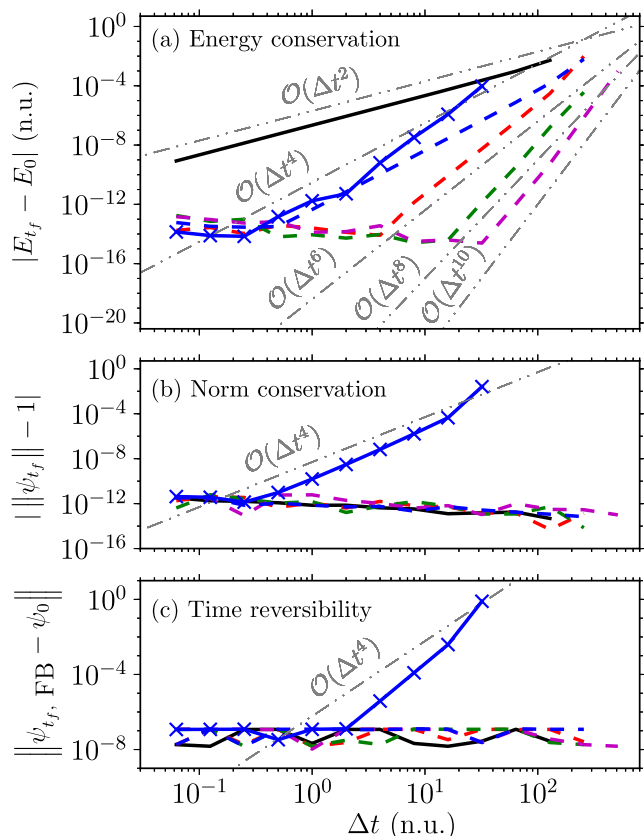 (a) Energy conservation
|E_{t_f} − E_0| (n.u.)
10^0
10^{−4}
10^{−8}
10^{−12}
10^{−16}
10^{−20}
𝒪(Δt^2)
𝒪(Δt^4)
𝒪(Δt^6)
𝒪(Δt^8)
𝒪(Δt^{10})
(b) Norm conservation
| ‖ψ_{t_f}‖ − 1|
10^0
10^{−4}
10^{−8}
10^{−12}
10^{−16}
𝒪(Δt^4)
(c) Time reversibility
‖ψ_{t_f, FB} − ψ_0‖
10^0
10^{−4}
10^{−8}
𝒪(Δt^4)
10^{−1}
10^0
10^1
10^2
Δt (n.u.)